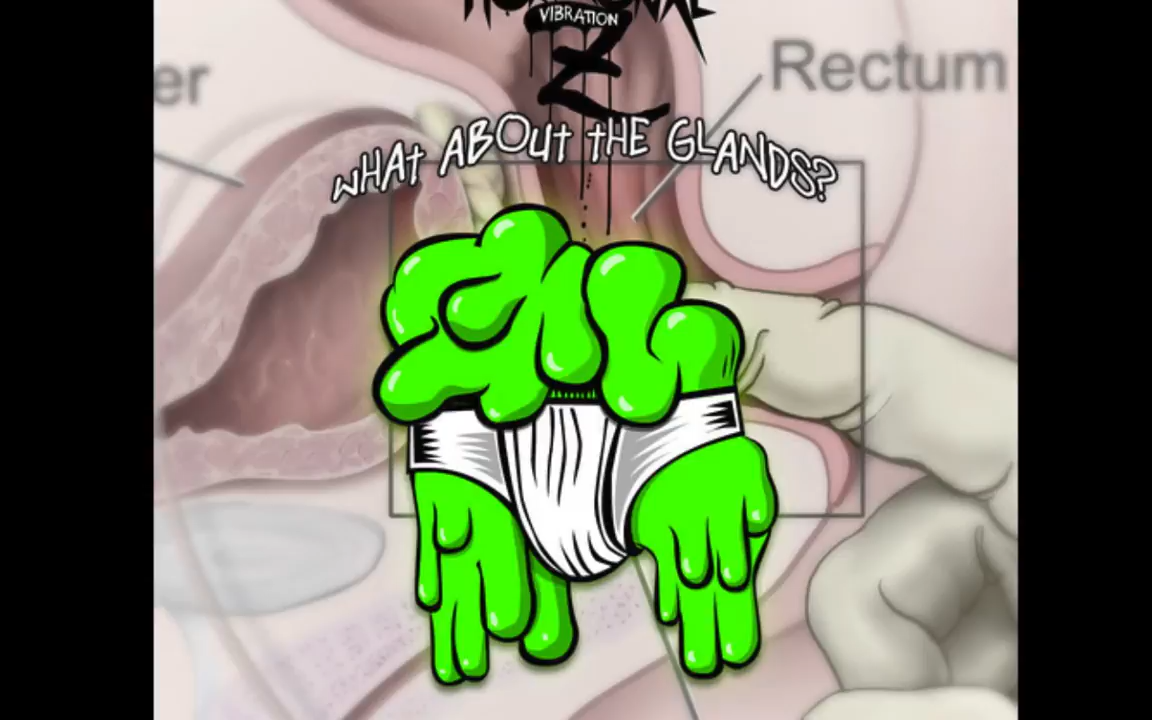 VIBRATION
Z
er
Rectum
WHAT ABOUT THE GLANDS?